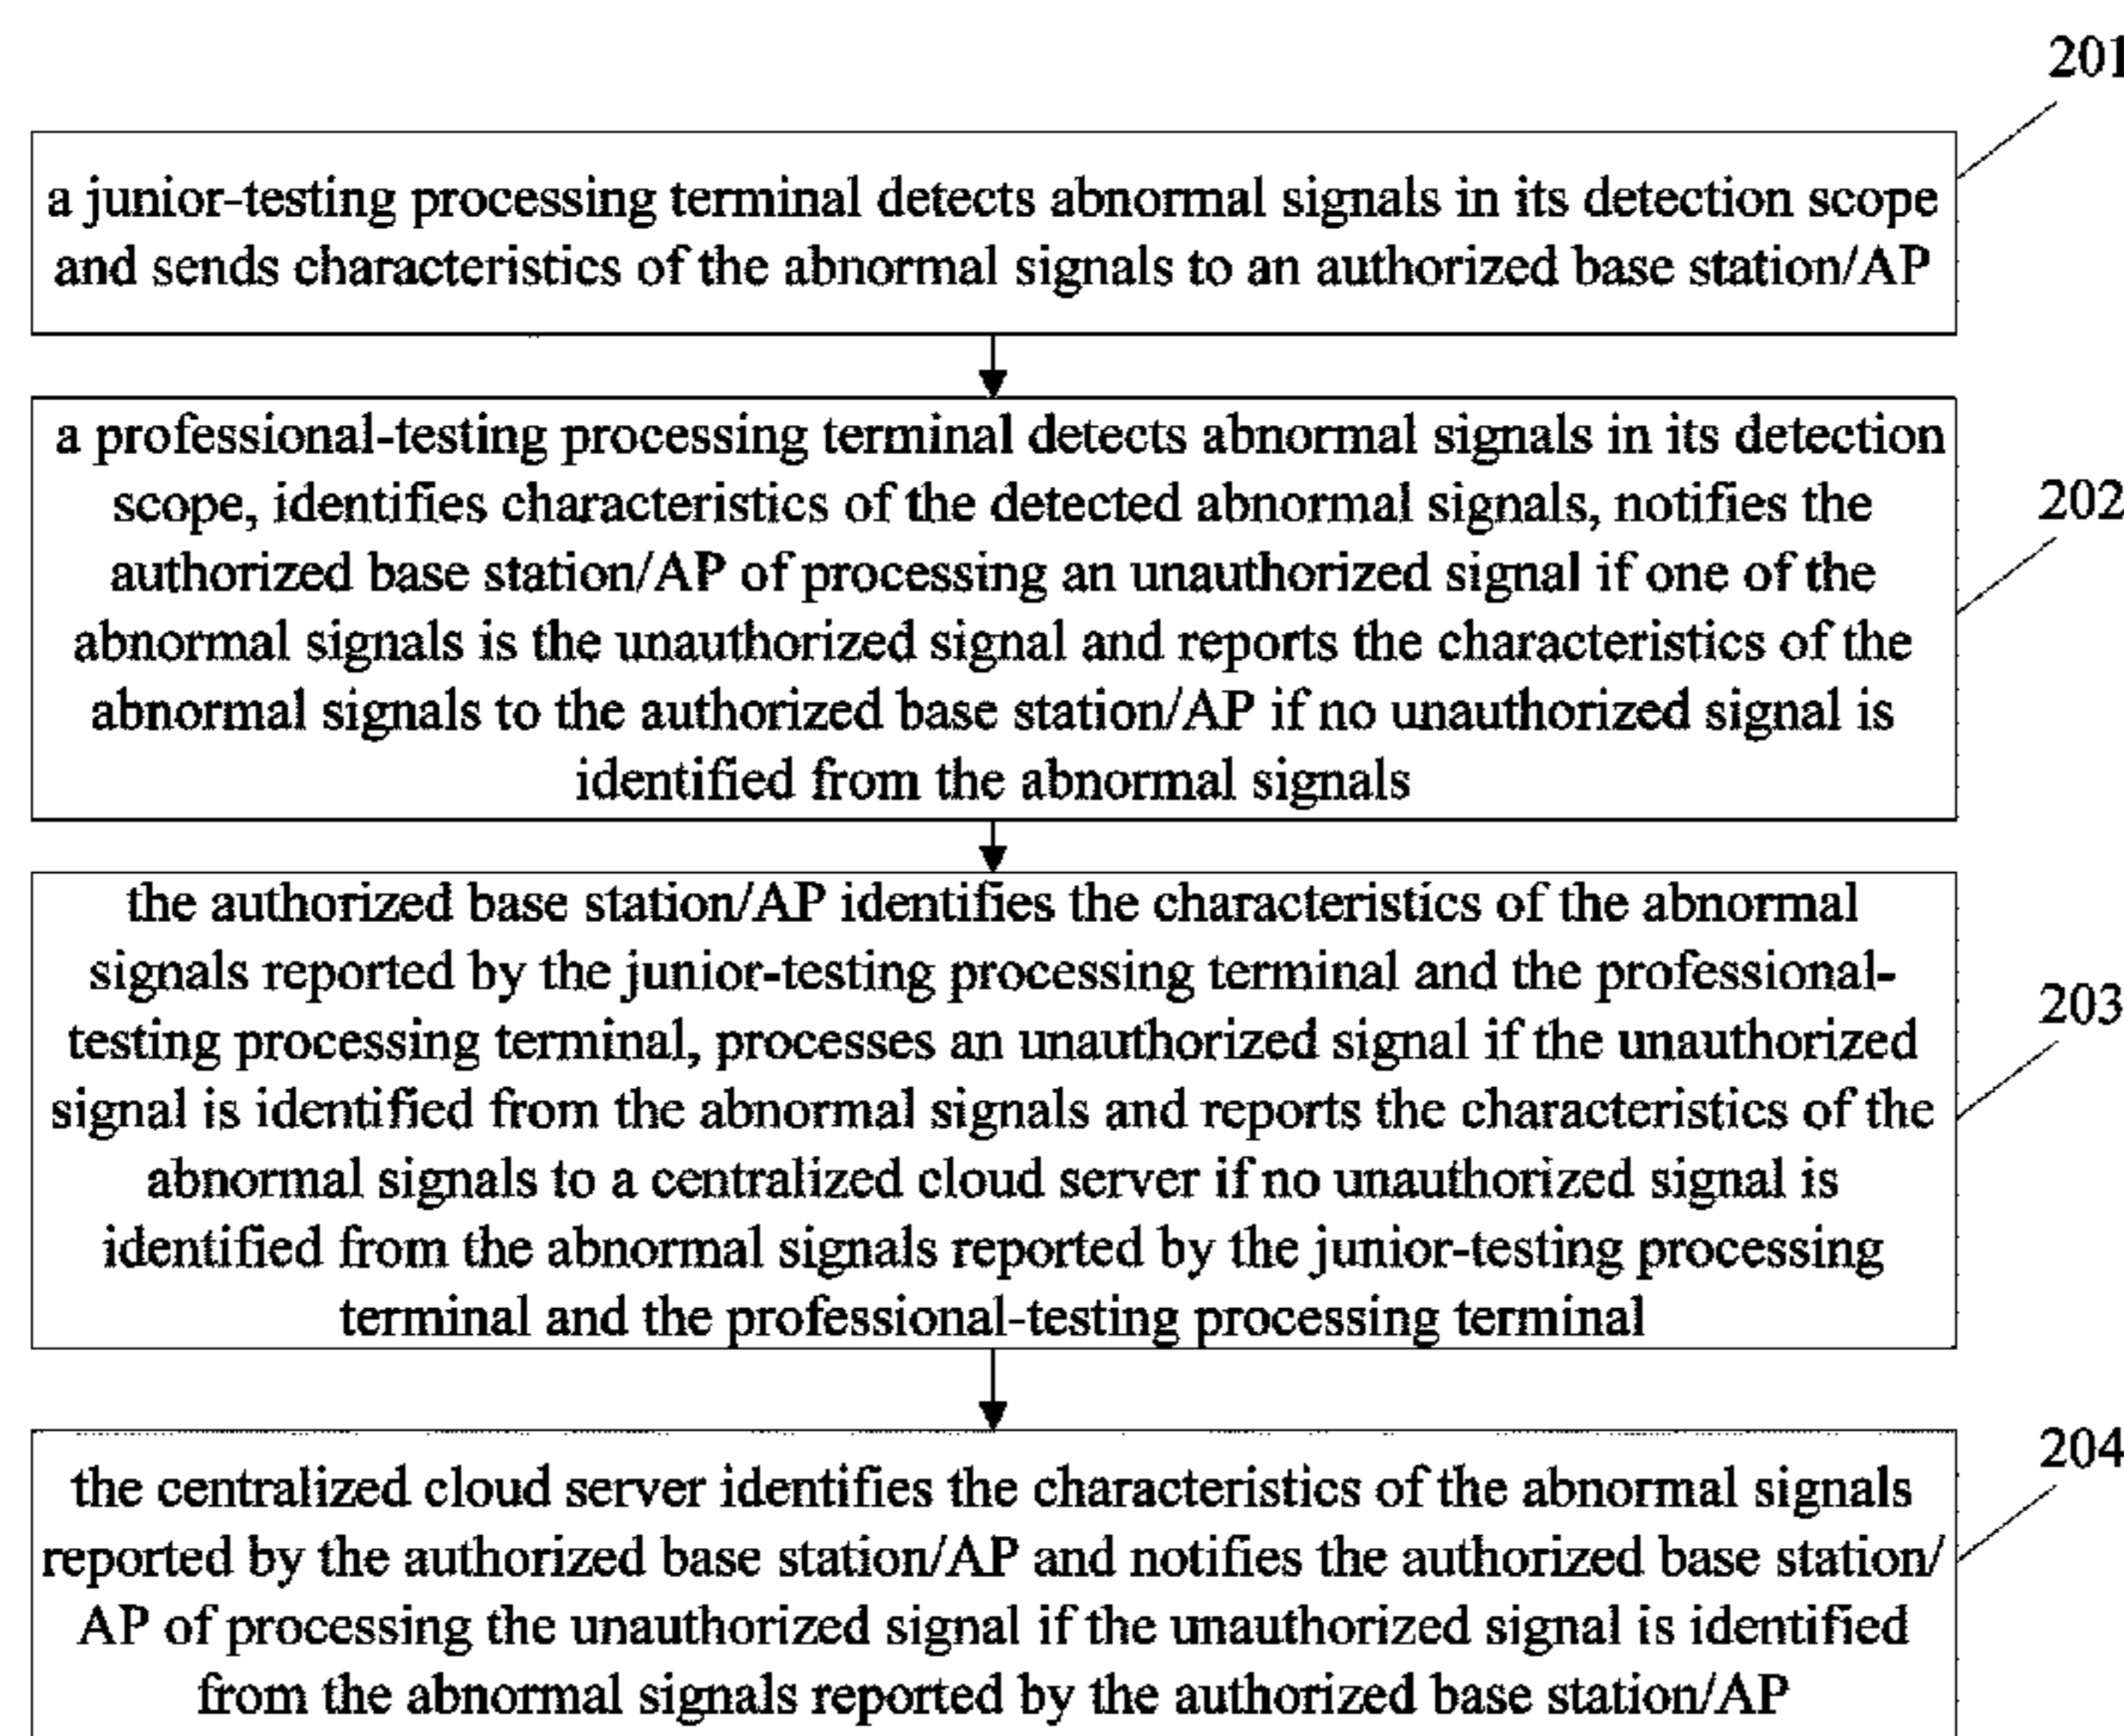 201
a junior-testing processing terminal detects abnormal signals in its detection scope
and sends characteristics of the abnormal signals to an authorized base station/AP
a professional-testing processing terminal detects abnormal signals in its detection
scope, identifies characteristics of the detected abnormal signals, notifies the
202
authorized base station/AP of processing an unauthorized signal if one of the
abnormal signals is the unauthorized signal and reports the characteristics of the
abnormal signals to the authorized base station/AP if no unauthorized signal is
identified from the abnormal signals
the authorized base station/AP identifies the characteristics of the abnormal
signals reported by the junior-testing processing terminal and the professional-
203
testing processing terminal, processes an unauthorized signal if the unauthorized
signal is identified from the abnormal signals and reports the characteristics of the
abnormal signals to a centralized cloud server if no unauthorized signal is
identified from the abnormal signals reported by the junior-testing processing
terminal and the professional-testing processing terminal
204
the centralized cloud server identifies the characteristics of the abnormal signals
reported by the authorized base station/AP and notifies the authorized base station/
AP of processing the unauthorized signal if the unauthorized signal is identified
from the abnormal signals reported by the authorized base station/AP